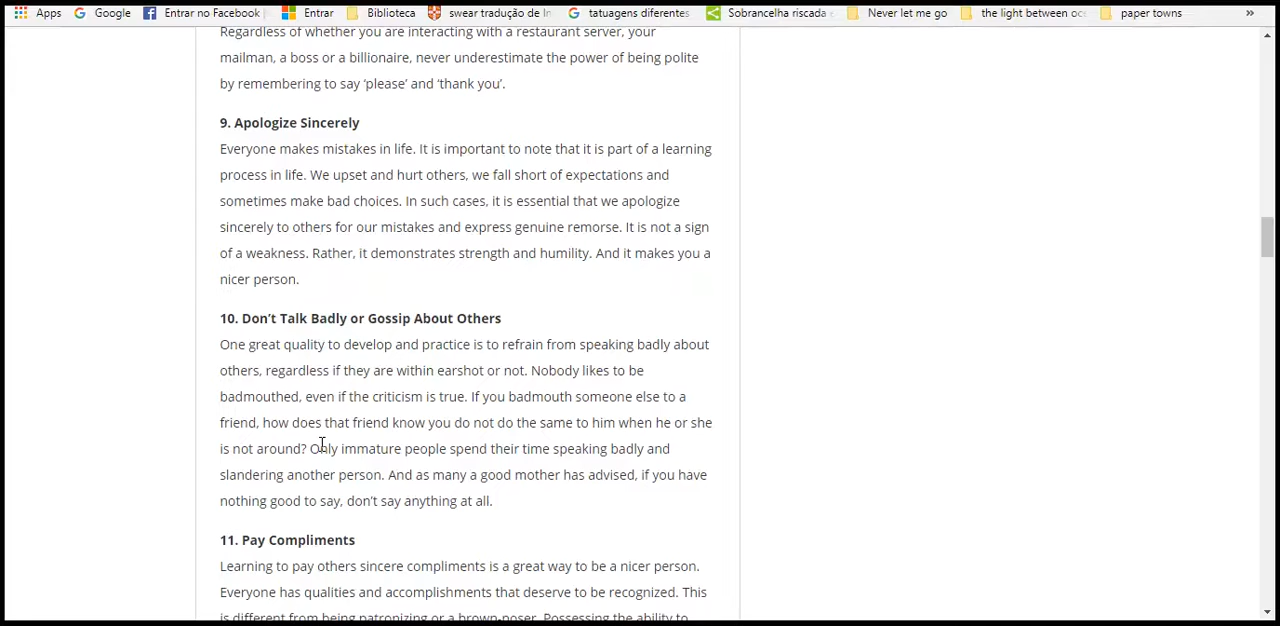 Apps Google Entrar no Facebook Entrar Biblioteca swear tradução de In tatuagens diferentes Sobrancelha riscada Never let me go the light between oce paper towns »
Regardless of whether you are interacting with a restaurant server, your
mailman, a boss or a billionaire, never underestimate the power of being polite
by remembering to say ‘please’ and ‘thank you’.
9. Apologize Sincerely
Everyone makes mistakes in life. It is important to note that it is part of a learning
process in life. We upset and hurt others, we fall short of expectations and
sometimes make bad choices. In such cases, it is essential that we apologize
sincerely to others for our mistakes and express genuine remorse. It is not a sign
of a weakness. Rather, it demonstrates strength and humility. And it makes you a
nicer person.
10. Don’t Talk Badly or Gossip About Others
One great quality to develop and practice is to refrain from speaking badly about
others, regardless if they are within earshot or not. Nobody likes to be
badmouthed, even if the criticism is true. If you badmouth someone else to a
friend, how does that friend know you do not do the same to him when he or she
is not around? Only immature people spend their time speaking badly and
slandering another person. And as many a good mother has advised, if you have
nothing good to say, don’t say anything at all.
11. Pay Compliments
Learning to pay others sincere compliments is a great way to be a nicer person.
Everyone has qualities and accomplishments that deserve to be recognized. This
is different from being patronizing or a brown-noser. Possessing the ability to